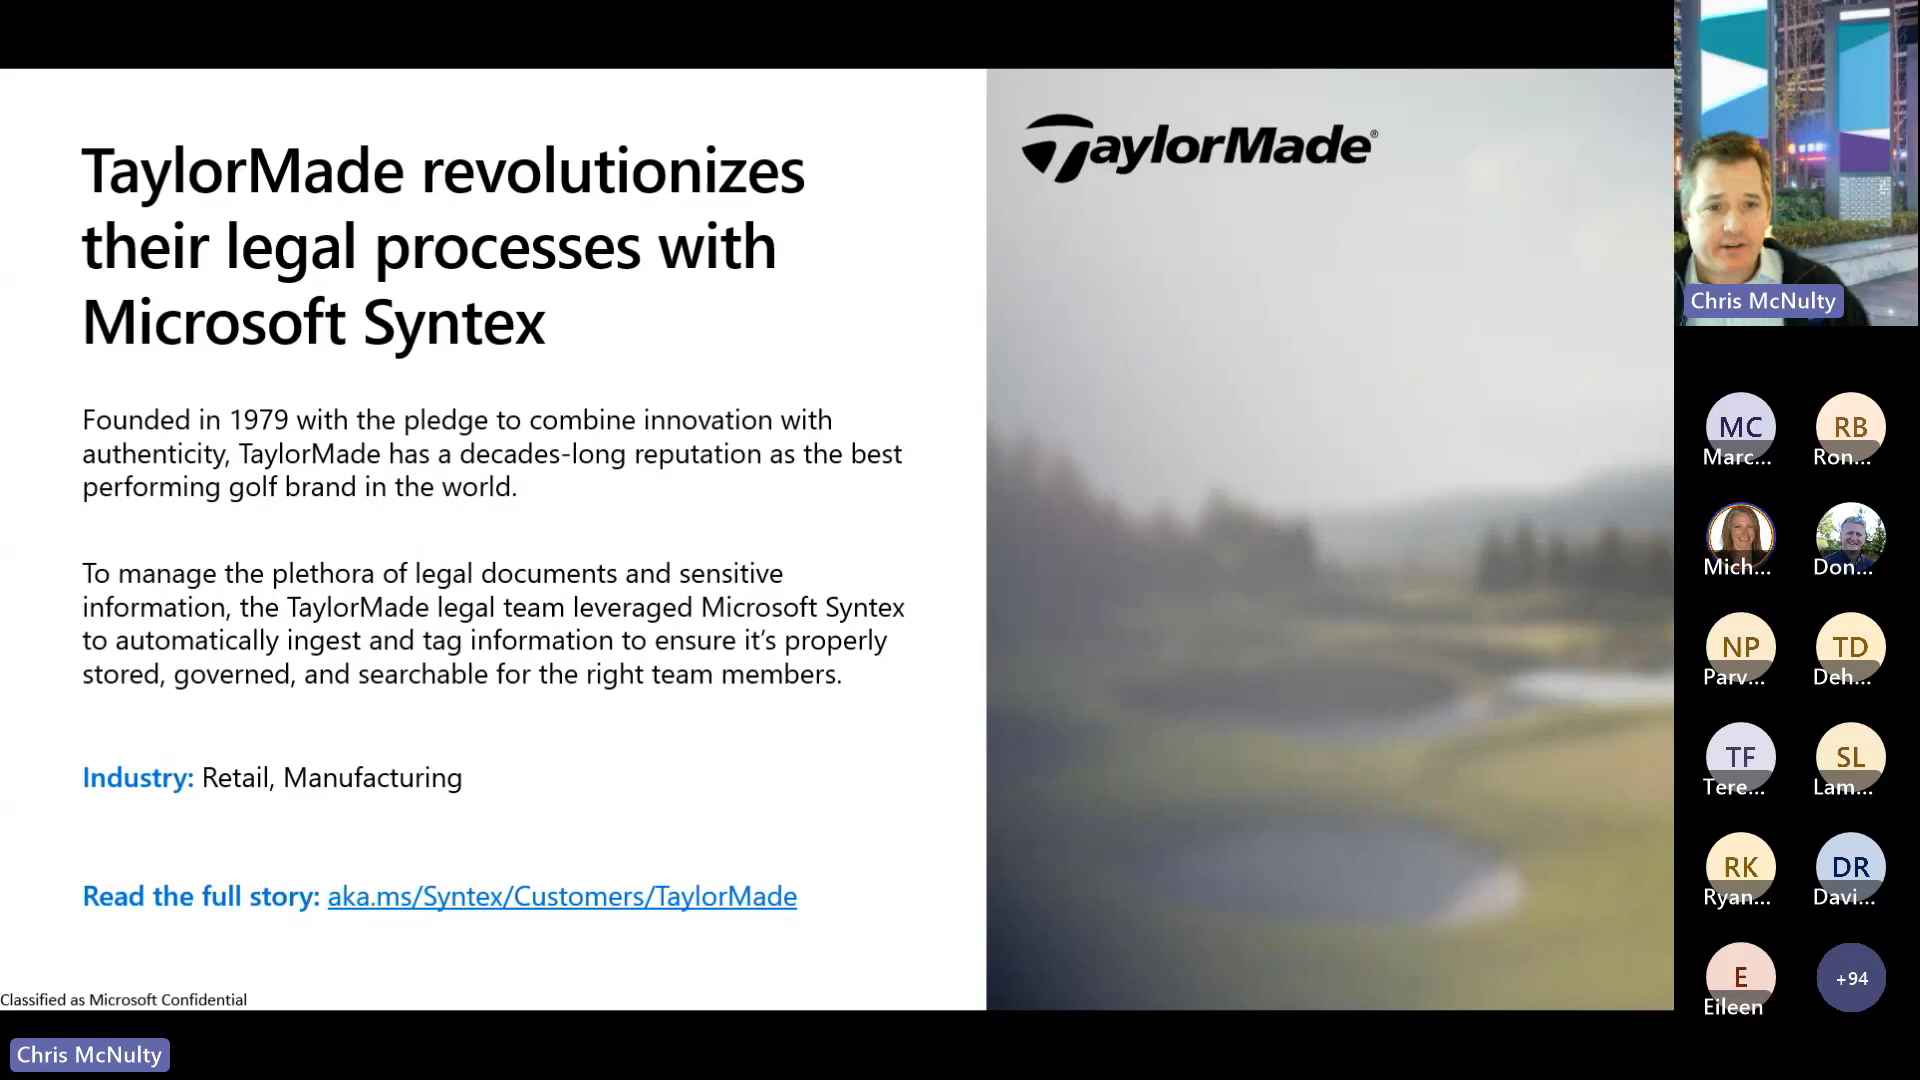 TaylorMade revolutionizes
their legal processes with
Microsoft Syntex
Founded in 1979 with the pledge to combine innovation with
authenticity, TaylorMade has a decades-long reputation as the best
performing golf brand in the world.
To manage the plethora of legal documents and sensitive
information, the TaylorMade legal team leveraged Microsoft Syntex
to automatically ingest and tag information to ensure it’s properly
stored, governed, and searchable for the right team members.
Industry: Retail, Manufacturing
Read the full story: aka.ms/Syntex/Customers/TaylorMade
Classified as Microsoft Confidential
Chris McNulty
TaylorMade®
Chris McNulty
MC
Marc...
RB
Ron...
Mich...
Don...
NP
Parv...
TD
Deh...
TF
Tere...
SL
Lam...
RK
Ryan...
DR
Davi...
E
Eileen
+94